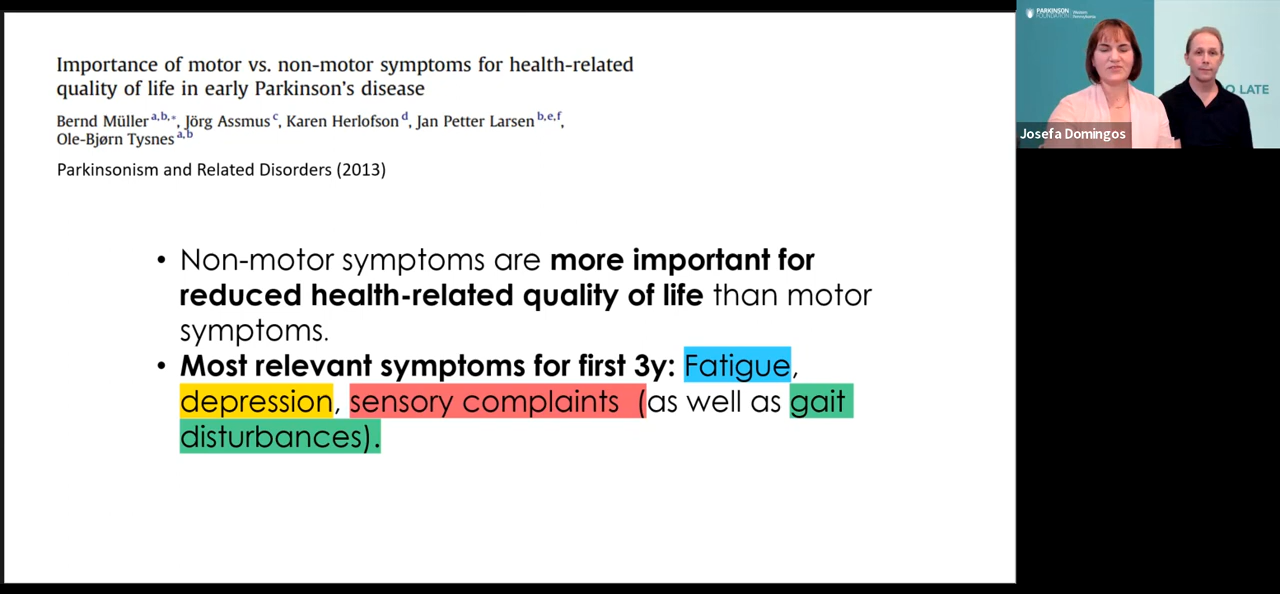 Importance of motor vs. non-motor symptoms for health-related
quality of life in early Parkinson's disease
Bernd Müller a,b,*, Jörg Assmus c, Karen Herlofson d, Jan Petter Larsen b,e,f,
Ole-Bjørn Tysnes a,b
Parkinsonism and Related Disorders (2013)
• Non-motor symptoms are more important for
reduced health-related quality of life than motor
symptoms.
• Most relevant symptoms for first 3y: Fatigue,
depression, sensory complaints (as well as gait
disturbances).
PARKINSON
FOUNDATION
Western
Pennsylvania
O LATE
Josefa Domingos